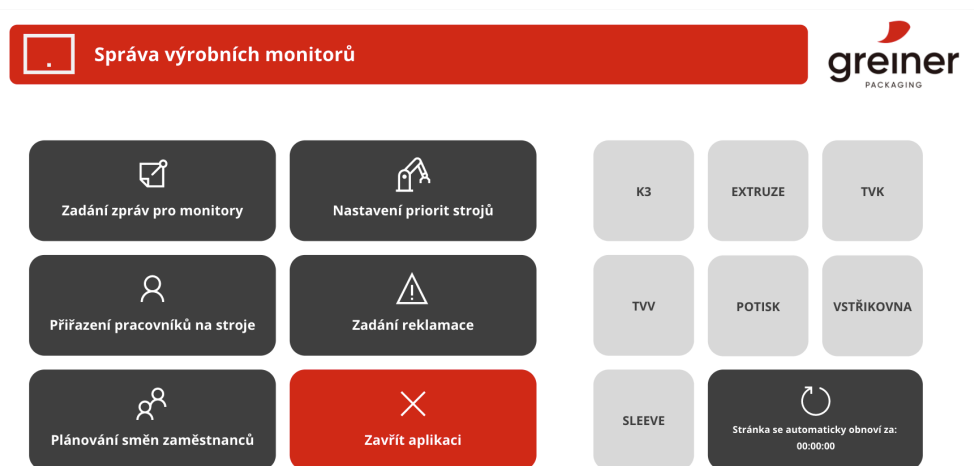 Správa výrobních monitorů
greiner
PACKAGING
Zadání zpráv pro monitory
Nastavení priorit strojů
K3
EXTRUZE
TVK
Přiřazení pracovníků na stroje
Zadání reklamace
TVV
POTISK
VSTŘIKOVNA
Plánování směn zaměstnanců
Zavřít aplikaci
SLEEVE
Stránka se automaticky obnoví za:
00:00:00